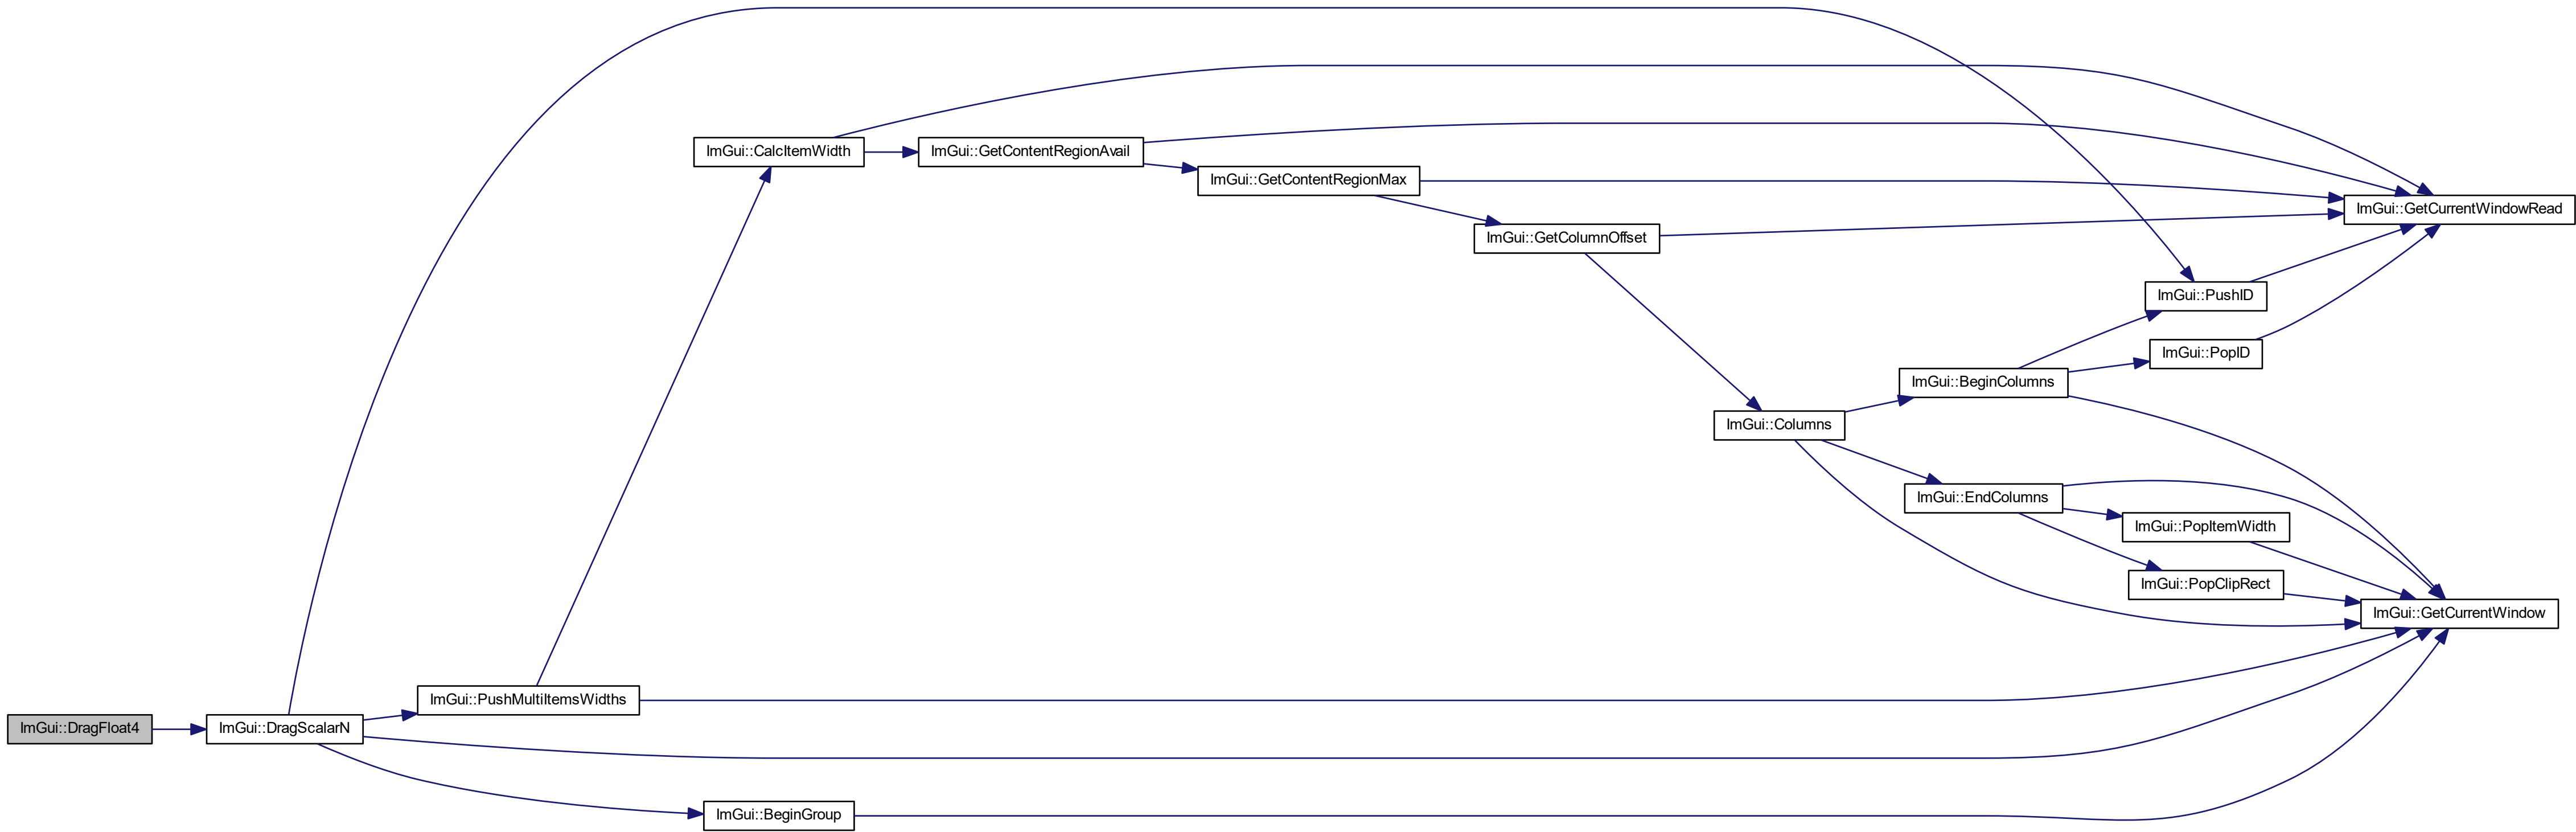 ImGui::CalcItemWidth
ImGui::GetContentRegionAvail
ImGui::GetContentRegionMax
ImGui::GetCurrentWindowRead
ImGui::GetColumnOffset
ImGui::PushID
ImGui::PopID
ImGui::BeginColumns
ImGui::Columns
ImGui::EndColumns
ImGui::PopItemWidth
ImGui::PopClipRect
ImGui::GetCurrentWindow
ImGui::PushMultiItemsWidths
ImGui::DragFloat4
ImGui::DragScalarN
ImGui::BeginGroup